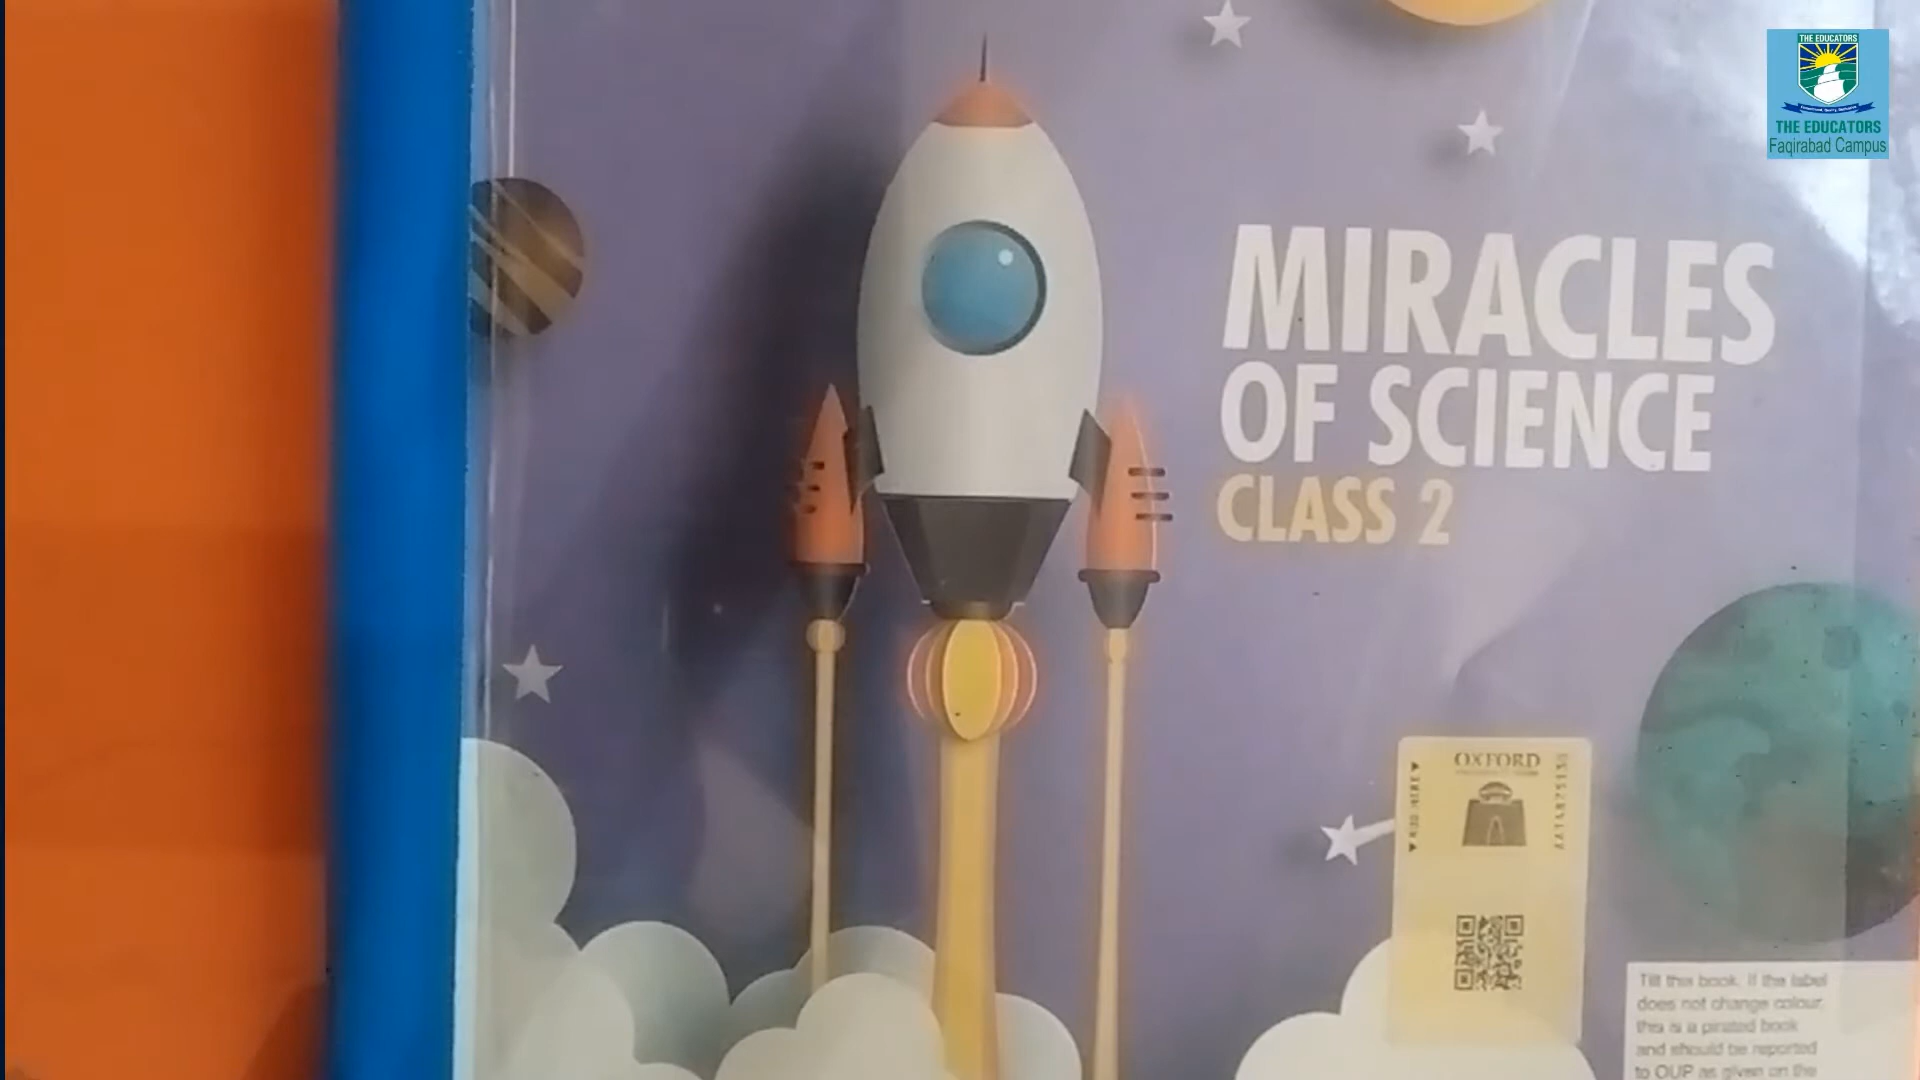 THE EDUCATORS
THE EDUCATORS
Faqirabad Campus
MIRACLES
OF SCIENCE
CLASS 2
OXFORD
Tilt this book. If the label
does not change colour,
this is a pirated book
and should be reported
to OUP as given on the